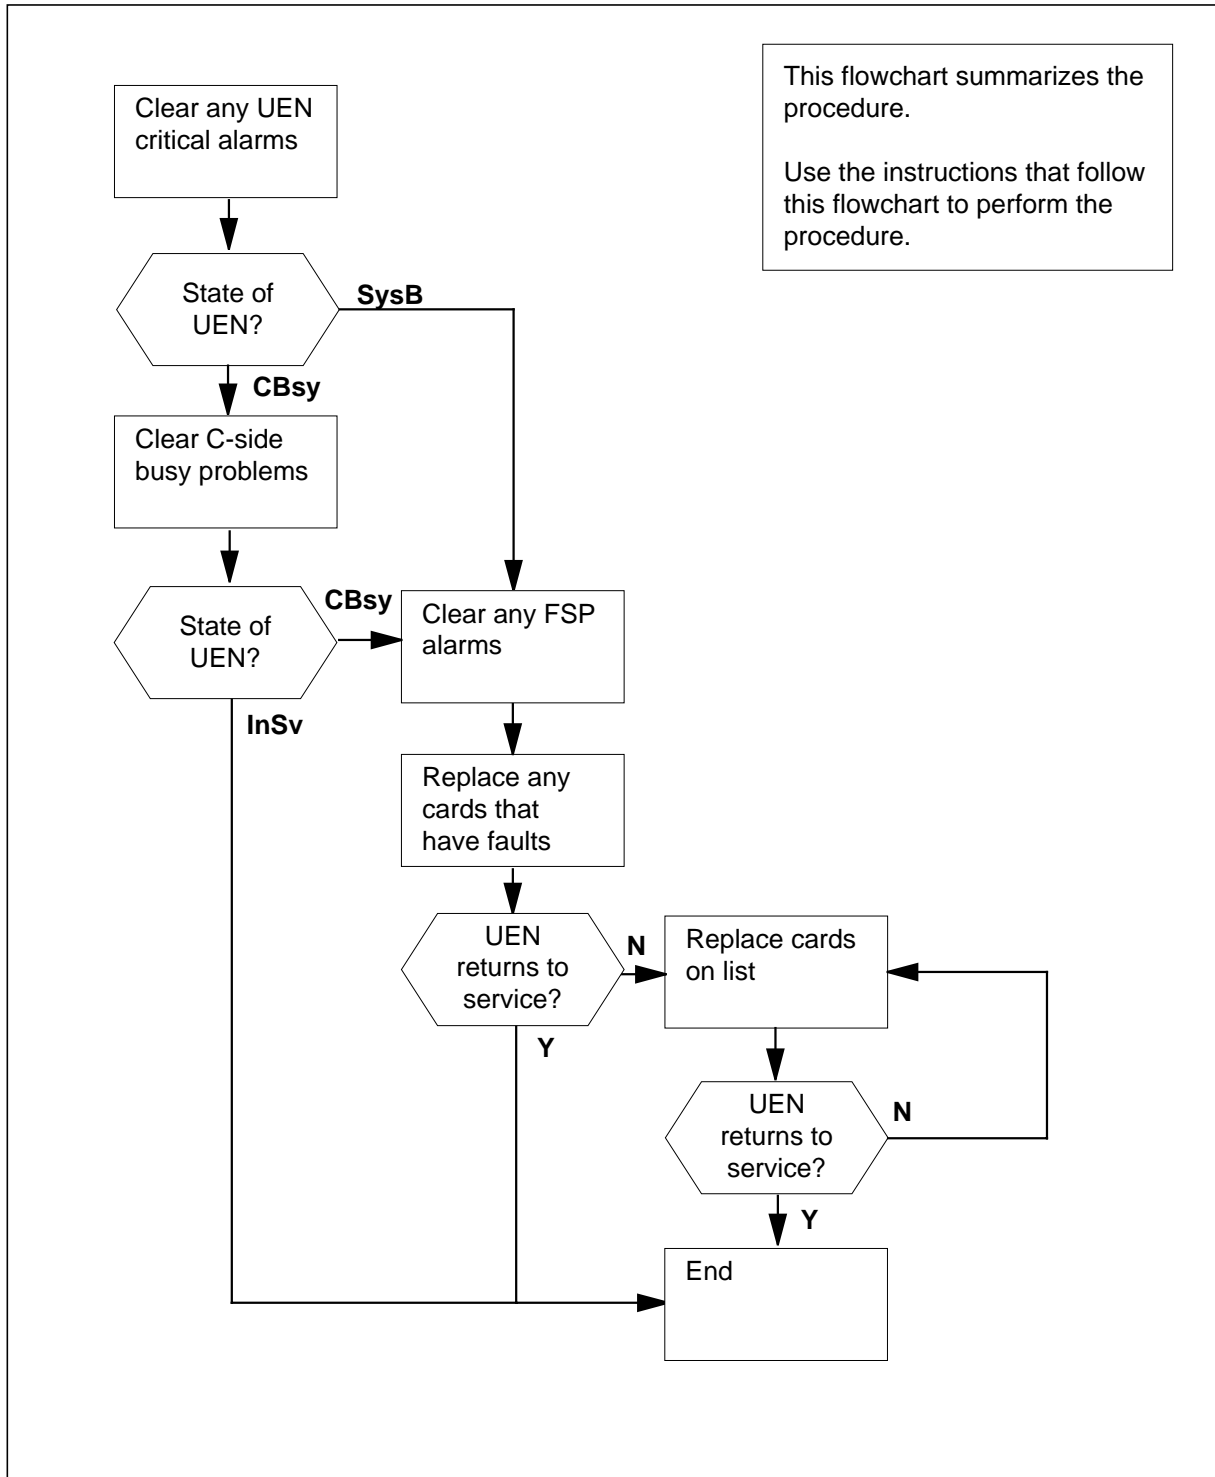 Clear any UEN
critical alarms
This flowchart summarizes the
procedure.
Use the instructions that follow
this flowchart to perform the
procedure.
State of
UEN?
SysB
CBsy
Clear C-side
busy problems
State of
UEN?
CBsy
InSv
Clear any FSP
alarms
Replace any
cards that
have faults
UEN
returns to
service?
N
Y
Replace cards
on list
UEN
returns to
service?
N
Y
End